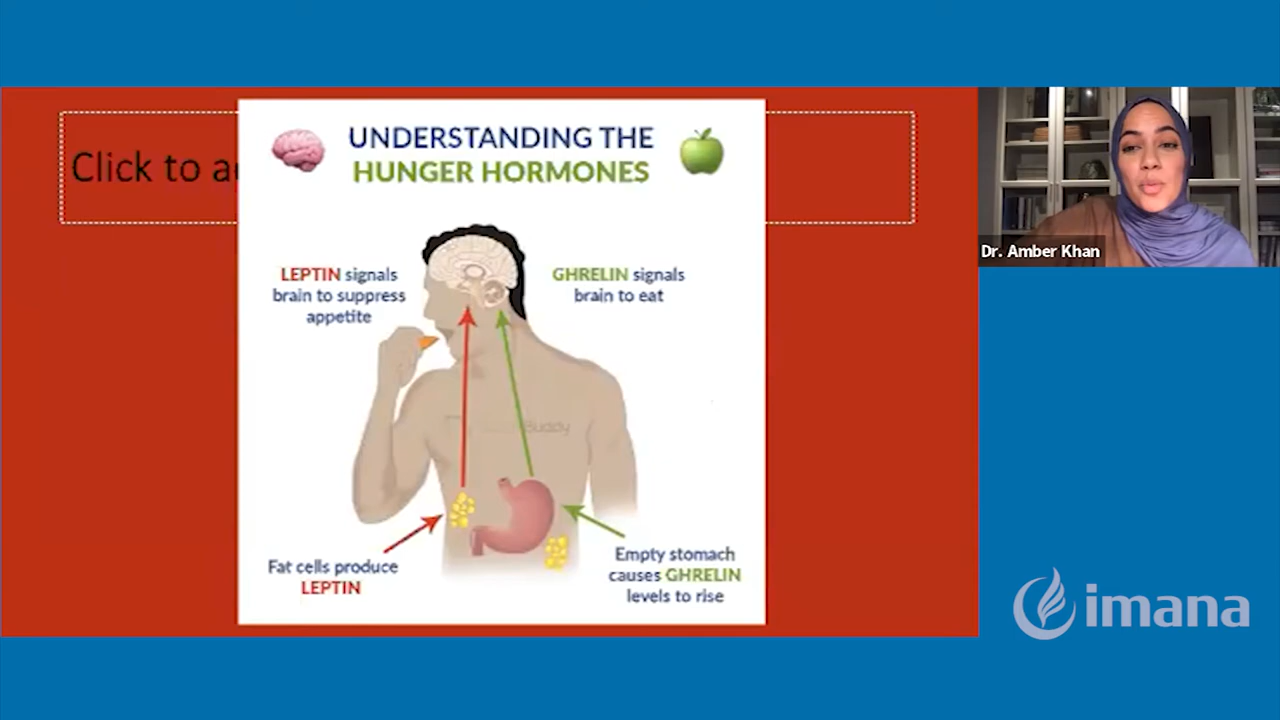 Click to a
UNDERSTANDING THE
HUNGER HORMONES
LEPTIN signals
brain to suppress
appetite
GHRELIN signals
brain to eat
Buddy
Fat cells produce
LEPTIN
Empty stomach
causes GHRELIN
levels to rise
Dr. Amber Khan
imana